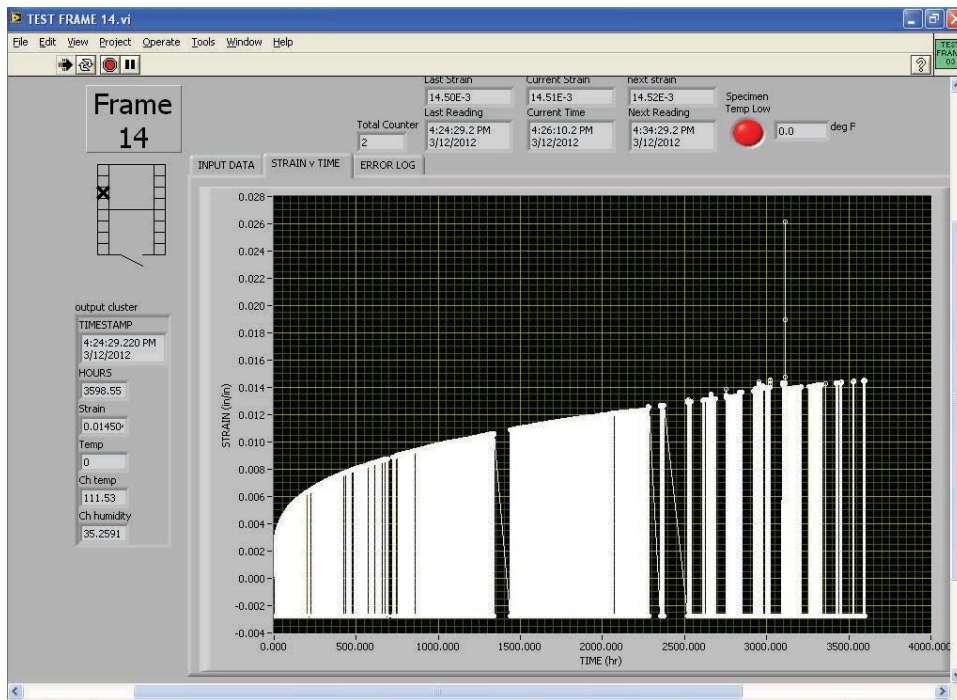 TEST FRAME 14.vi
File Edit View Project Operate Tools Window Help
TEST
FRAM
03
Frame
14
Last Strain Current Strain next strain
14.50E-3 14.51E-3 14.52E-3
Specimen
Temp Low
Total Counter Last Reading Current Time Next Reading
2
4:24:29.2 PM 4:26:10.2 PM 4:34:29.2 PM
3/12/2012 3/12/2012 3/12/2012
0.0 deg F
INPUT DATA STRAIN v TIME ERROR LOG
output cluster
TIMESTAMP
4:24:29.220 PM
3/12/2012
HOURS
3598.55
Strain
0.01450
Temp
0
Ch temp
111.53
Ch humidity
35.2591
STRAIN (in/in)
0.028
0.026
0.024
0.022
0.020
0.018
0.016
0.014
0.012
0.010
0.008
0.006
0.004
0.002
0.000
-0.002
-0.004
0.000 500.000 1000.000 1500.000 2000.000 2500.000 3000.000 3500.000 4000.000
TIME (hr)